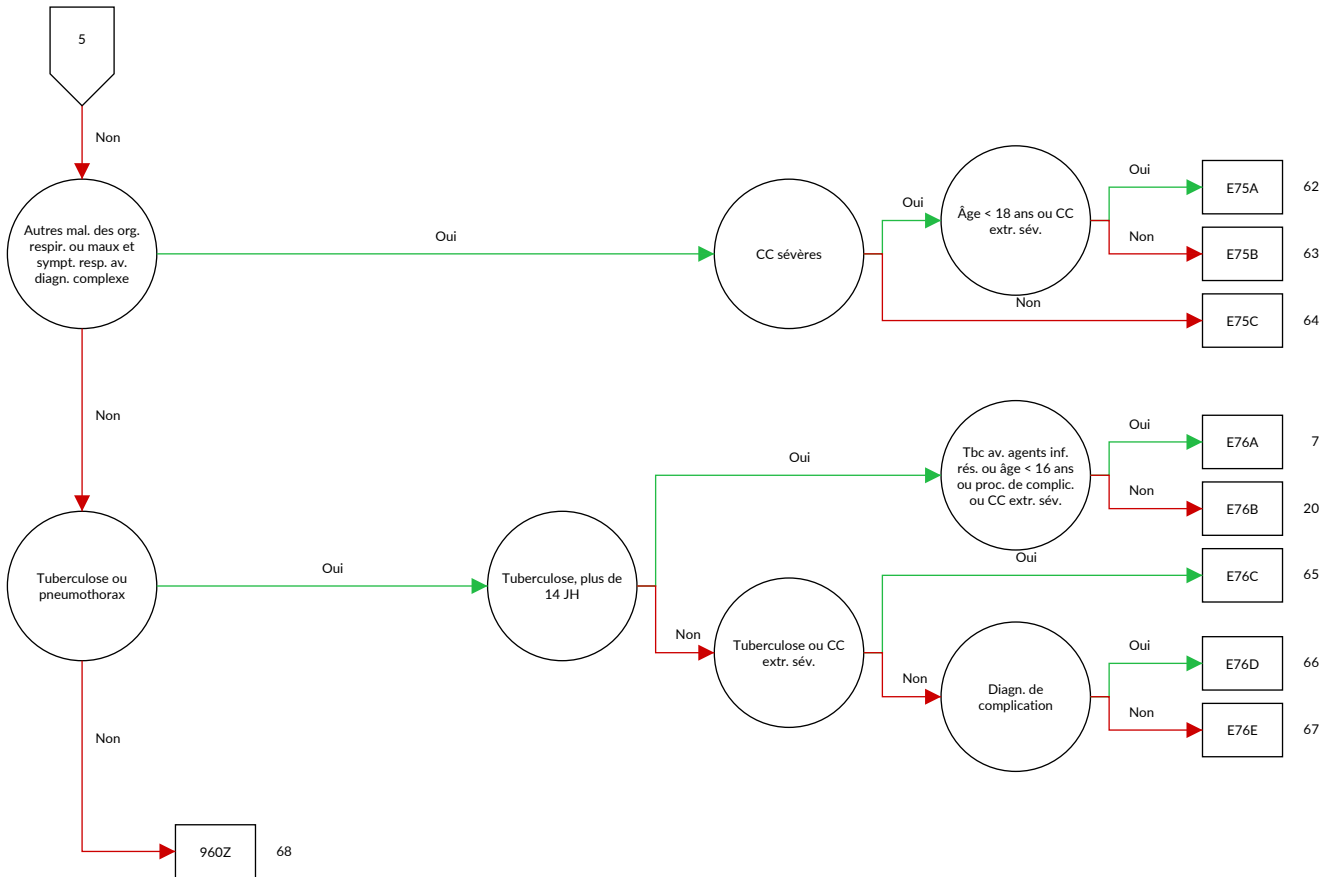 5
Non
Autres mal. des org.
respir. ou maux et
sympt. resp. av.
diagn. complexe
Oui
CC sévères
Oui
Âge < 18 ans ou CC
extr. sév.
Oui
E75A
62
Non
E75B
63
Non
E75C
64
Non
Tuberculose ou
pneumothorax
Oui
Tuberculose, plus de
14 JH
Oui
Tbc av. agents inf.
rés. ou âge < 16 ans
ou proc. de complic.
ou CC extr. sév.
Oui
E76A
7
Non
E76B
20
Non
Tuberculose ou CC
extr. sév.
Oui
E76C
65
Non
Diagn. de
complication
Oui
E76D
66
Non
E76E
67
Non
960Z
68